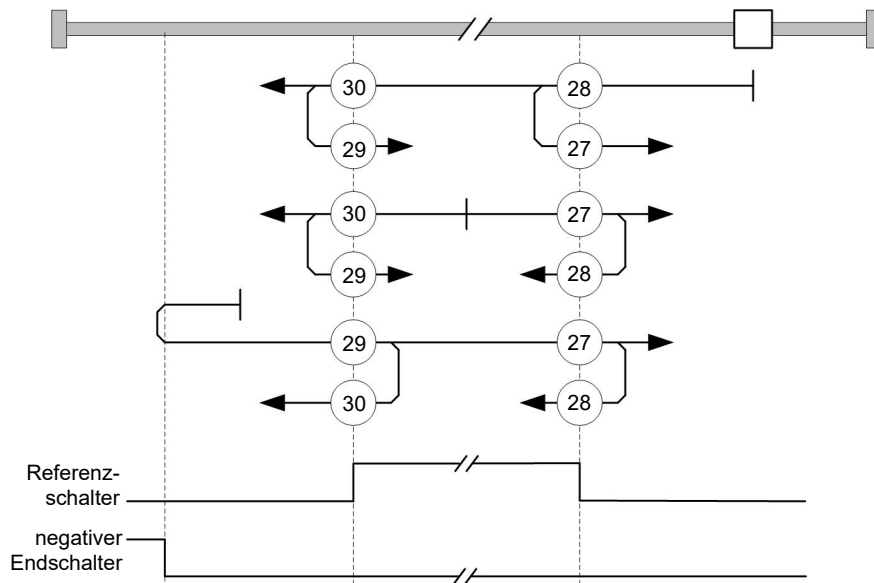 30 28
29 27
30 27
29 28
29 27
30 28
Referenz-
schalter
negativer
Endschalter